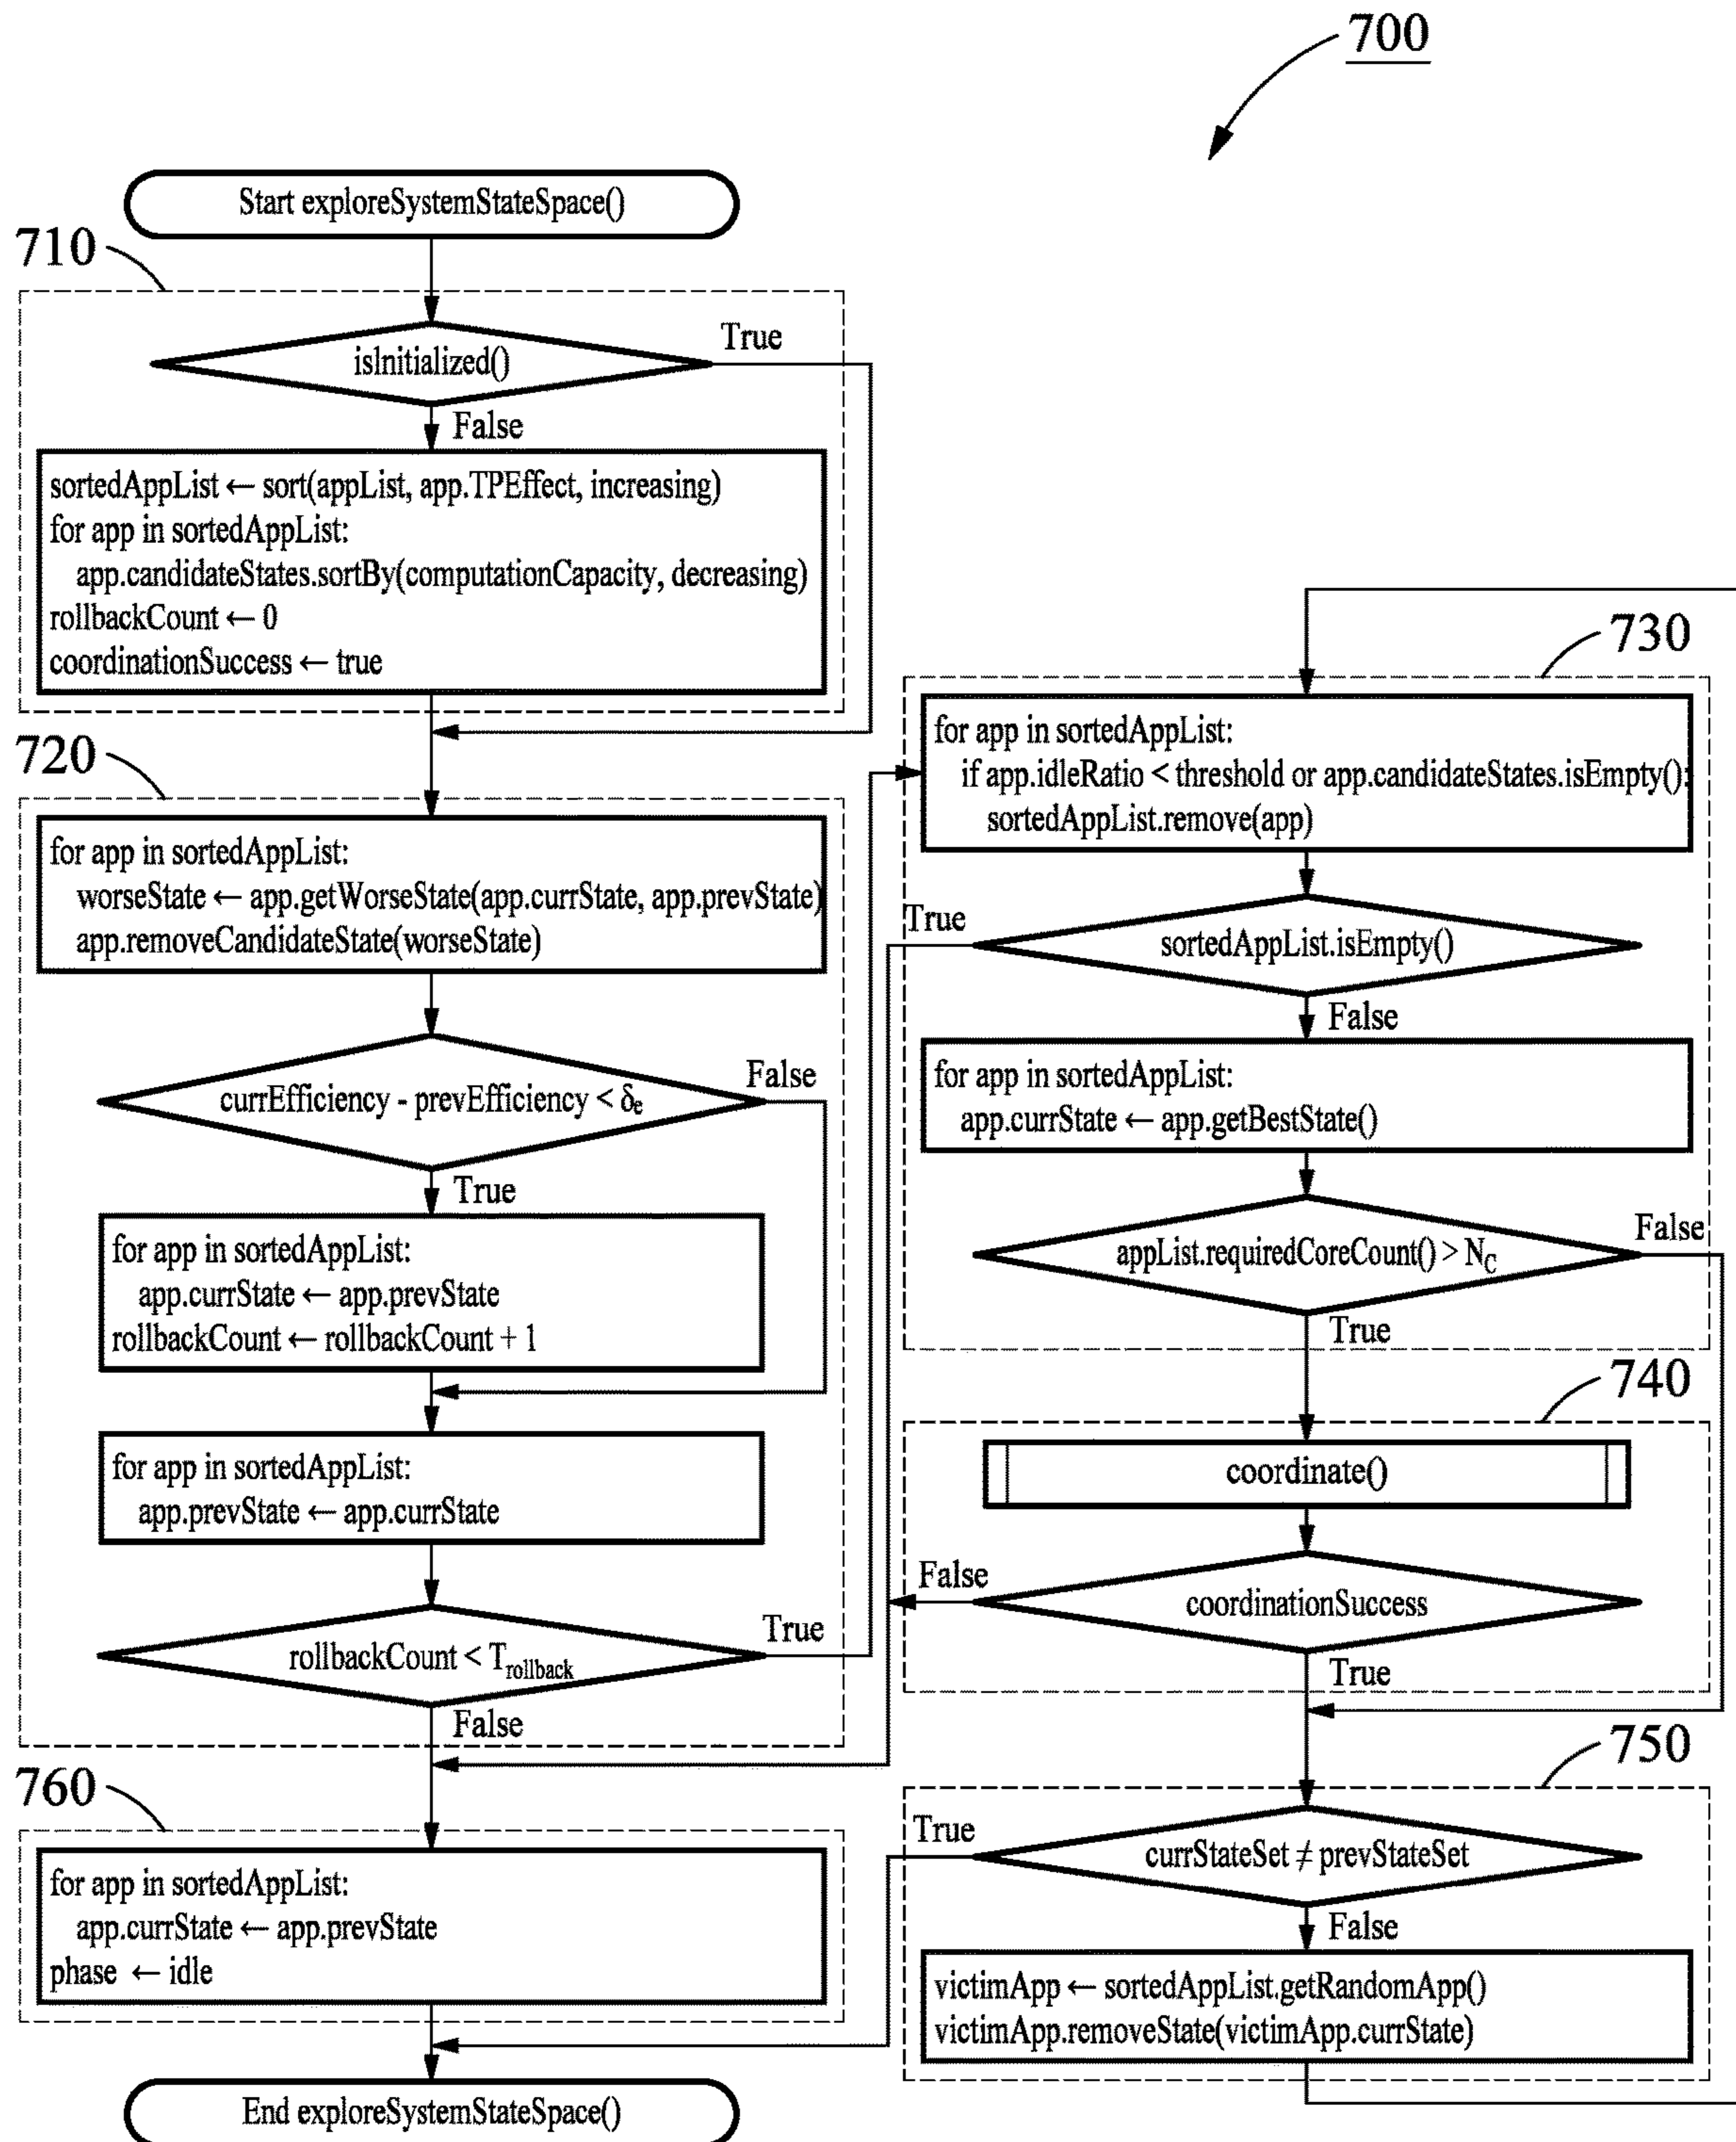 700
Start exploreSystemStateSpace()
710
isInitialized()
True
False
sortedAppList ← sort(appList, app.TPEffect, increasing)
for app in sortedAppList:
app.candidateStates.sortBy(computationCapacity, decreasing)
rollbackCount ← 0
coordinationSuccess ← true
720
for app in sortedAppList:
worseState ← app.getWorseState(app.currState, app.prevState)
app.removeCandidateState(worseState)
currEfficiency - prevEfficiency < δe
False
True
for app in sortedAppList:
app.currState ← app.prevState
rollbackCount ← rollbackCount + 1
for app in sortedAppList:
app.prevState ← app.currState
rollbackCount < Trollback
True
False
760
for app in sortedAppList:
app.currState ← app.prevState
phase ← idle
End exploreSystemStateSpace()
730
for app in sortedAppList:
if app.idleRatio < threshold or app.candidateStates.isEmpty():
sortedAppList.remove(app)
True
sortedAppList.isEmpty()
False
for app in sortedAppList:
app.currState ← app.getBestState()
appList.requiredCoreCount() > NC
False
True
740
coordinate()
False
coordinationSuccess
True
750
True
currStateSet ≠ prevStateSet
False
victimApp ← sortedAppList.getRandomApp()
victimApp.removeState(victimApp.currState)